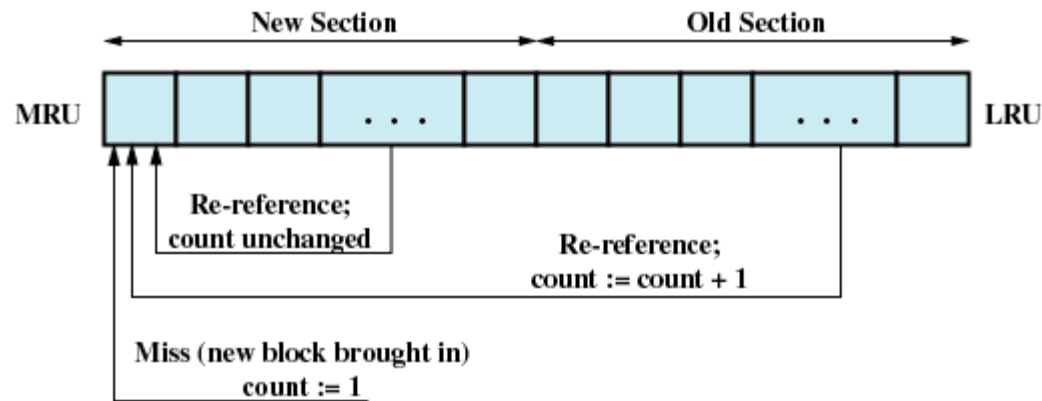 New Section
Old Section
MRU
. . .
. . .
LRU
Re-reference;
count unchanged
Re-reference;
count := count + 1
Miss (new block brought in)
count := 1